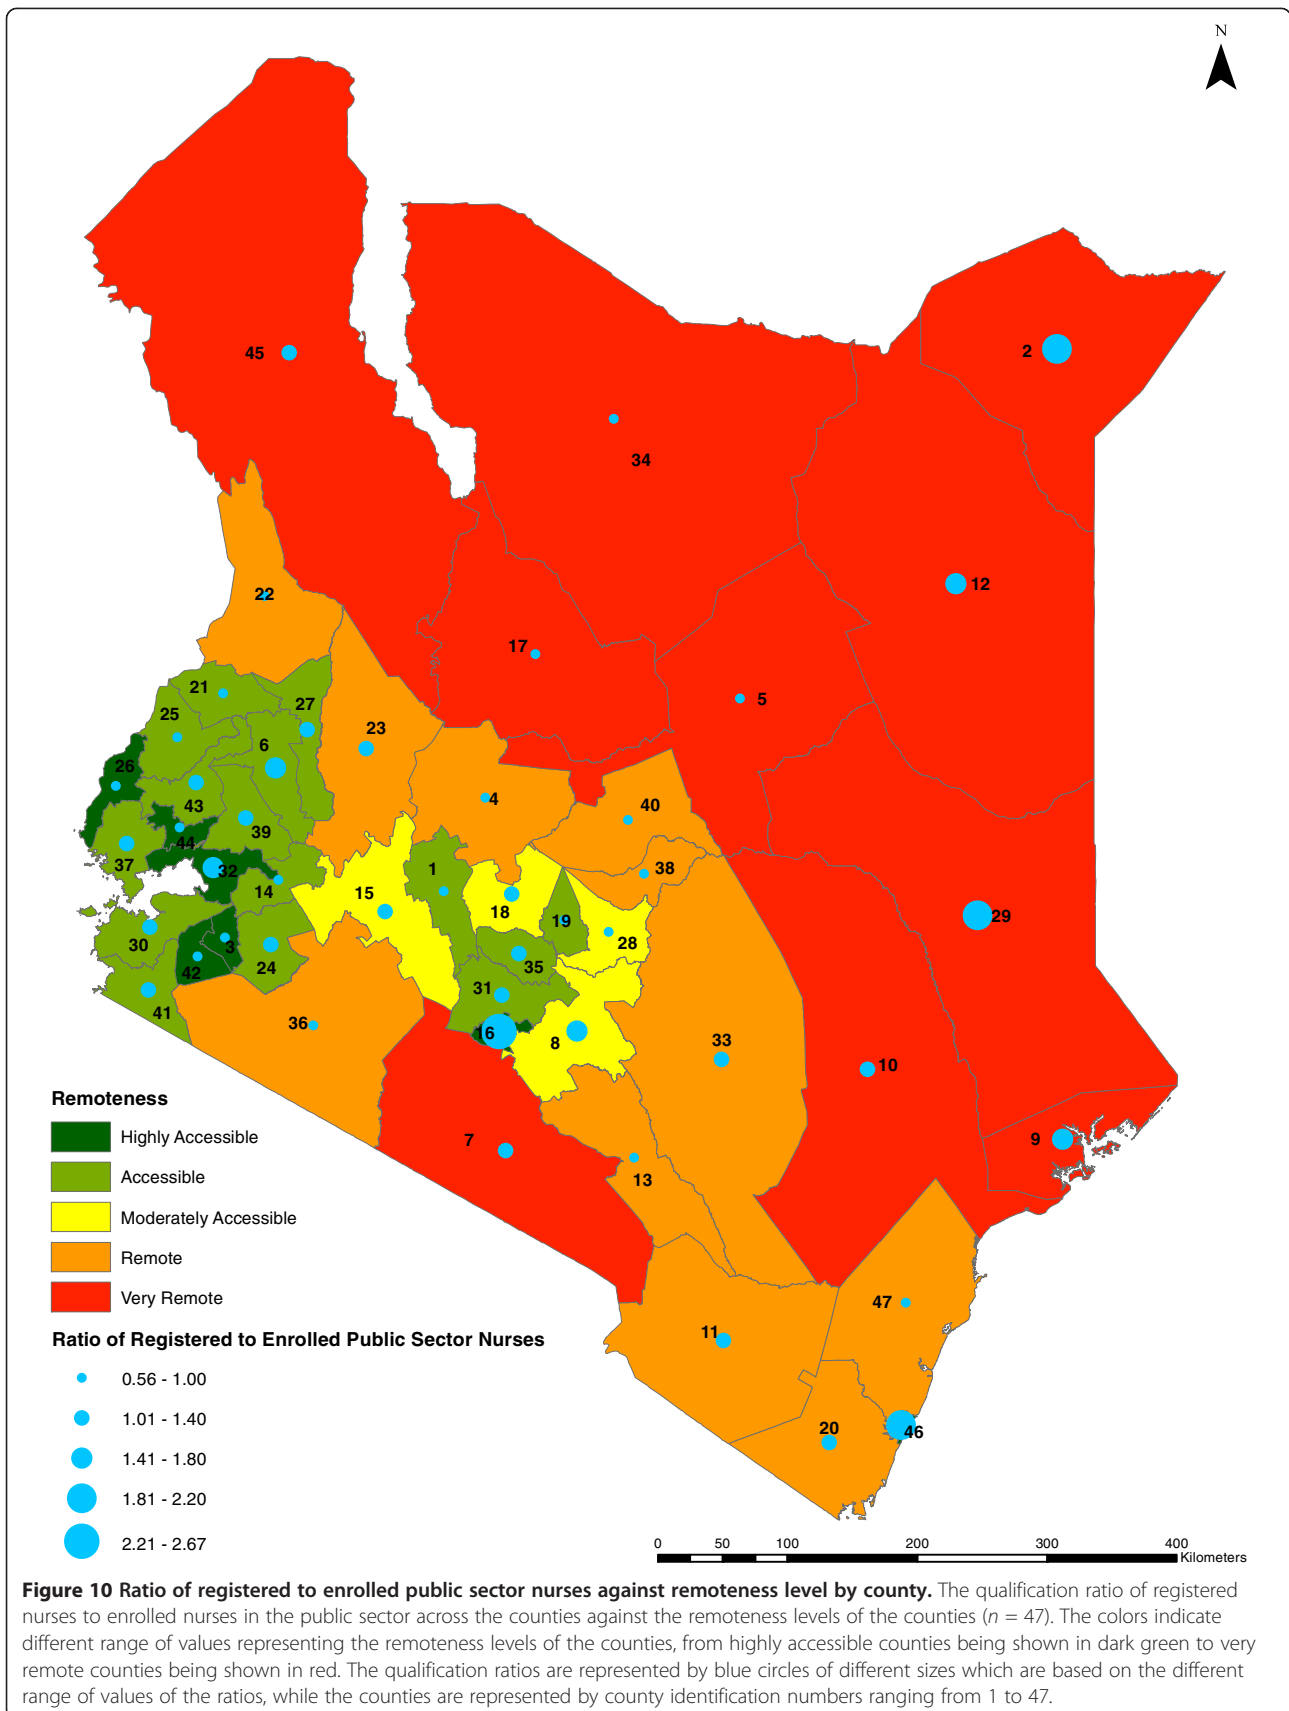 N
45
2
34
12
22
17
5
21
27
25
23
6
26
4
40
43
39
44
37
32
38
1
14
15
18
19
29
3
30
28
42
24
35
31
41
36
16
8
33
10
7
9
13
47
11
20
46
Remoteness
Highly Accessible
Accessible
Moderately Accessible
Remote
Very Remote
Ratio of Registered to Enrolled Public Sector Nurses
0.56 - 1.00
1.01 - 1.40
1.41 - 1.80
1.81 - 2.20
2.21 - 2.67
0 50 100 200 300 400
Kilometers
Figure 10 Ratio of registered to enrolled public sector nurses against remoteness level by county. The qualification ratio of registered
nurses to enrolled nurses in the public sector across the counties against the remoteness levels of the counties (n = 47). The colors indicate
different range of values representing the remoteness levels of the counties, from highly accessible counties being shown in dark green to very
remote counties being shown in red. The qualification ratios are represented by blue circles of different sizes which are based on the different
range of values of the ratios, while the counties are represented by county identification numbers ranging from 1 to 47.